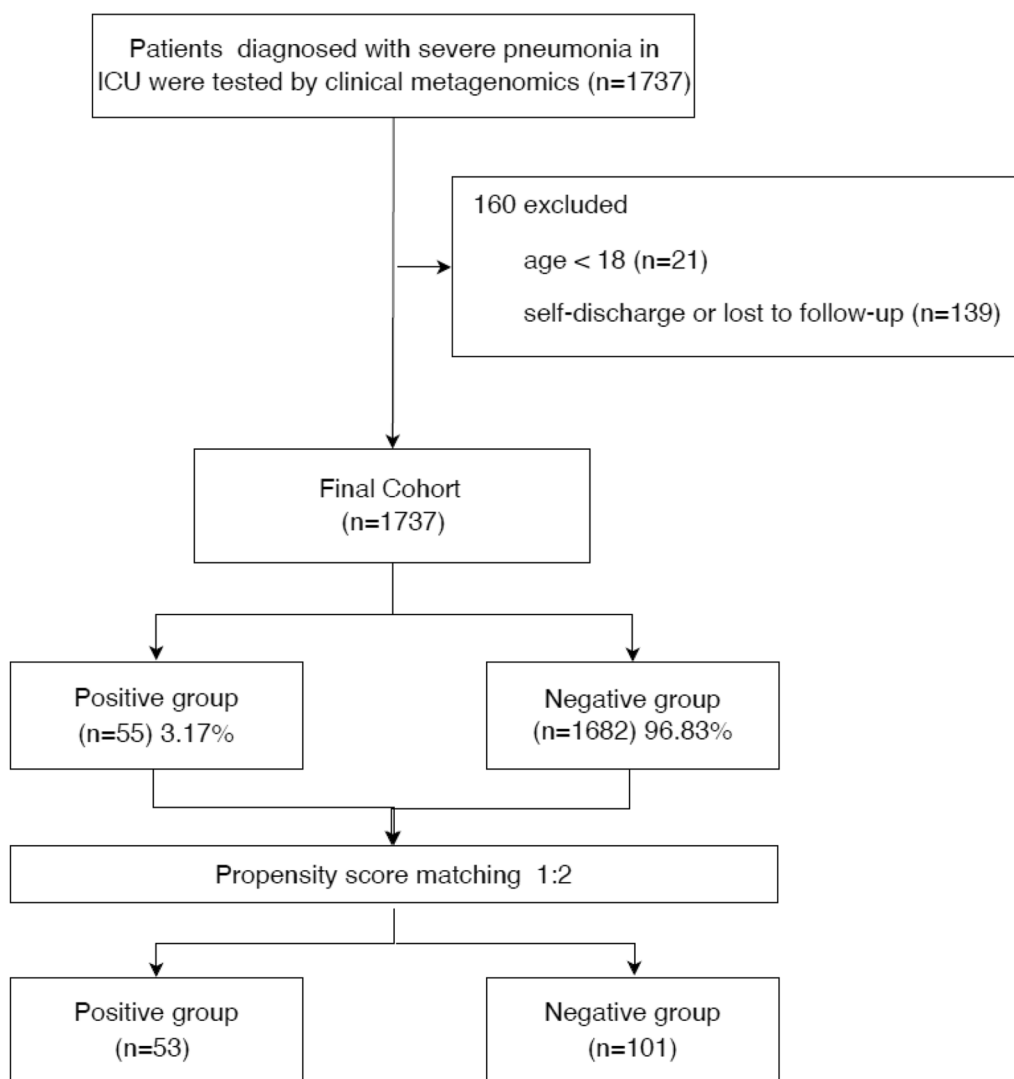 Patients diagnosed with severe pneumonia in
ICU were tested by clinical metagenomics (n=1737)
160 excluded
age < 18 (n=21)
self-discharge or lost to follow-up (n=139)
Final Cohort
(n=1737)
Positive group
(n=55) 3.17%
Negative group
(n=1682) 96.83%
Propensity score matching 1:2
Positive group
(n=53)
Negative group
(n=101)